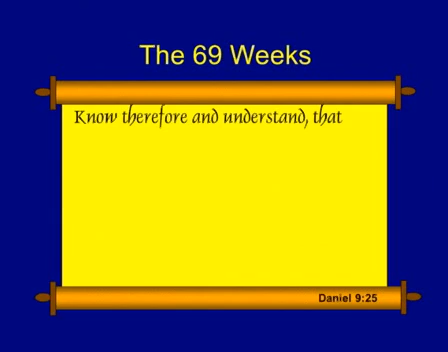 The 69 Weeks
Know therefore and understand, that
Daniel 9:25